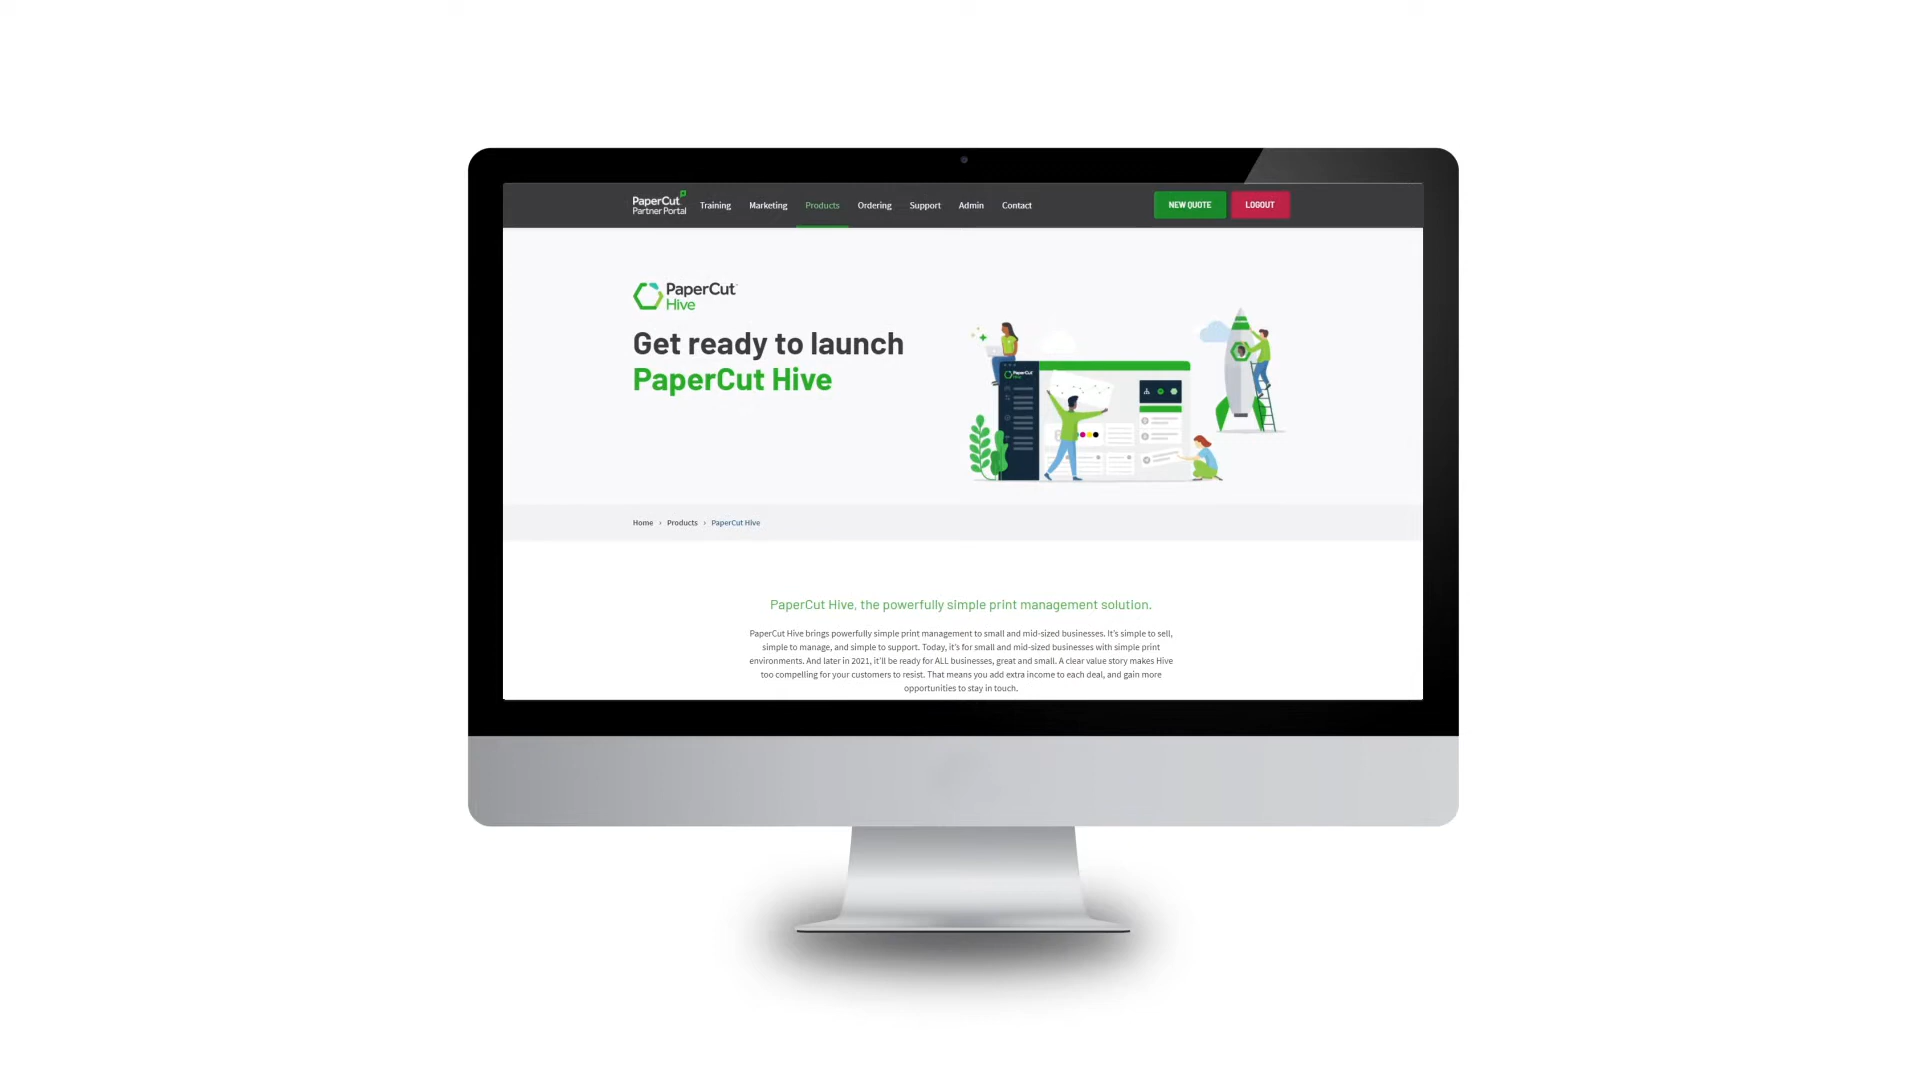 PaperCut
Partner Portal
Training Marketing Products Ordering Support Admin Contact
NEW QUOTE LOGOUT
PaperCut
Hive
Get ready to launch
PaperCut Hive
PaperCut
Home › Products › PaperCut Hive
PaperCut Hive, the powerfully simple print management solution.
PaperCut Hive brings powerfully simple print management to small and mid-sized businesses. It's simple to sell,
simple to manage, and simple to support. Today, it's for small and mid-sized businesses with simple print
environments. And later in 2021, it'll be ready for ALL businesses, great and small. A clear value story makes Hive
too compelling for your customers to resist. That means you add extra income to each deal, and gain more
opportunities to stay in touch.